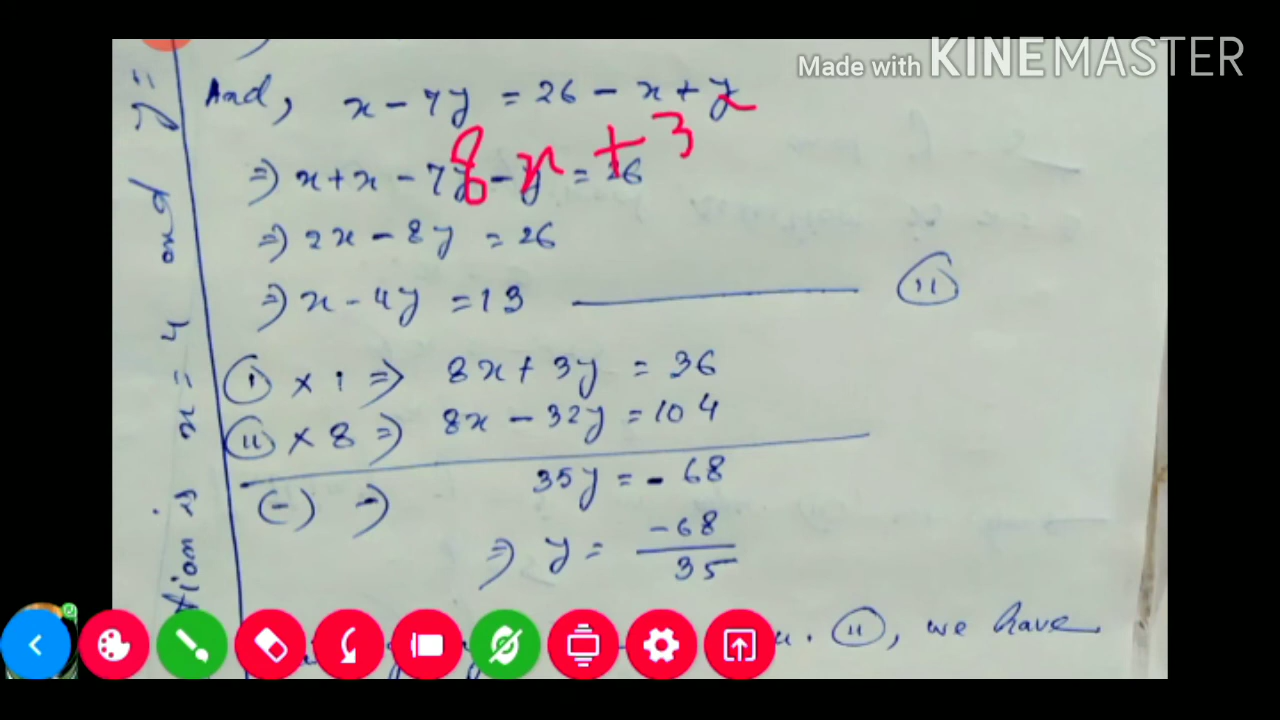 Made with KINEMASTER
And, x - 7y = 26 - x + y
8x + 3
⇒ x + x - 7y - y = 26
⇒ 2x - 8y = 26
⇒ x - 4y = 13 ———— (ii)
(i) × 1 ⇒ 8x + 3y = 36
(ii) × 8 ⇒ 8x - 32y = 104
(-) ⇒ 35y = - 68
⇒ y = -68/35
(ii), we have
is x = 4 and y =